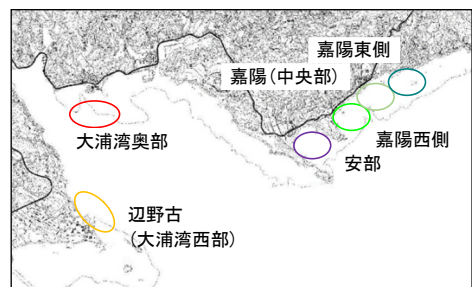 嘉陽東側
嘉陽(中央部)
大浦湾奥部
嘉陽西側
安部
辺野古
(大浦湾西部)